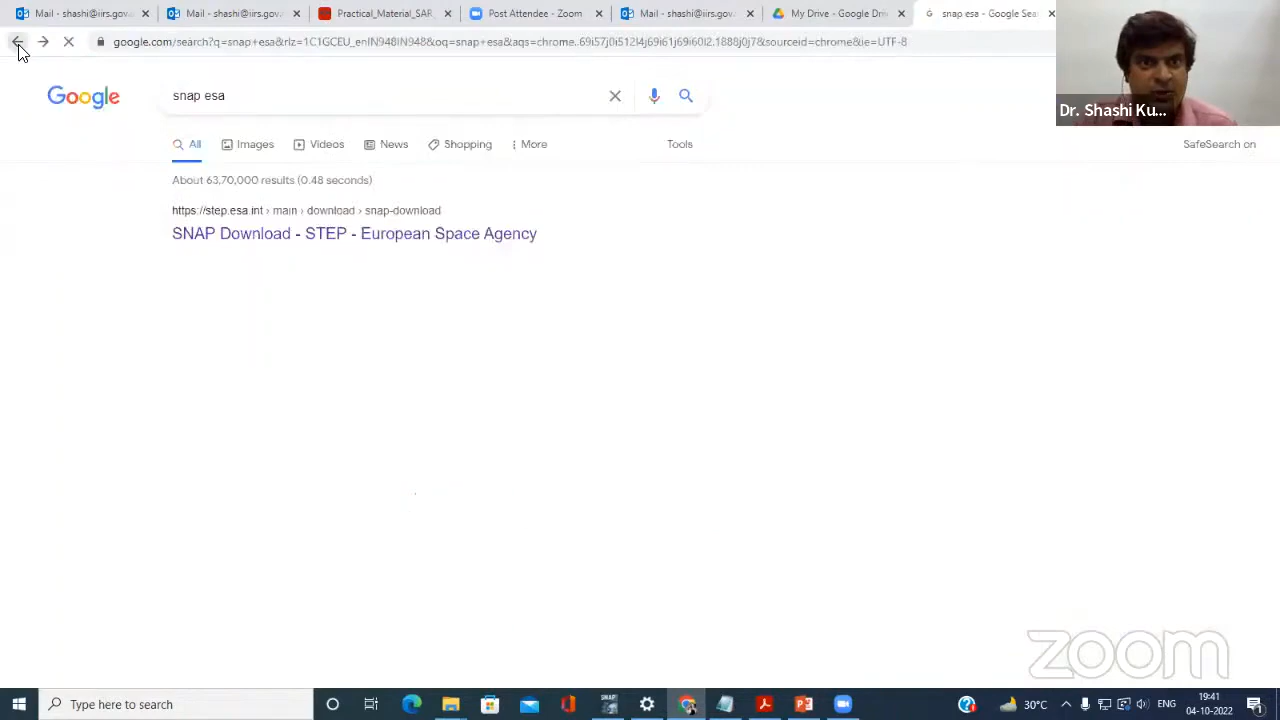 Mail - shashi@iirs.gov. Mail - shashi@iirs.gov. Practical_Material_SAR_ Post Attendee - Zoom Mail - shashi@iirs.gov. My Drive - Google Driv snap esa - Google Sea
google.com/search?q=snap+esa&rlz=1C1GCEU_enIN948IN948&oq=snap+esa&aqs=chrome..69i57j0i512l4j69i61j69i60l2.1888j0j7&sourceid=chrome&ie=UTF-8
Google
snap esa
Dr. Shashi Ku...
All Images Videos News Shopping More Tools SafeSearch on
About 63,70,000 results (0.48 seconds)
https://step.esa.int › main › download › snap-download
SNAP Download - STEP - European Space Agency
zoom
Type here to search
SNAP
30°C
ENG
19:41
04-10-2022